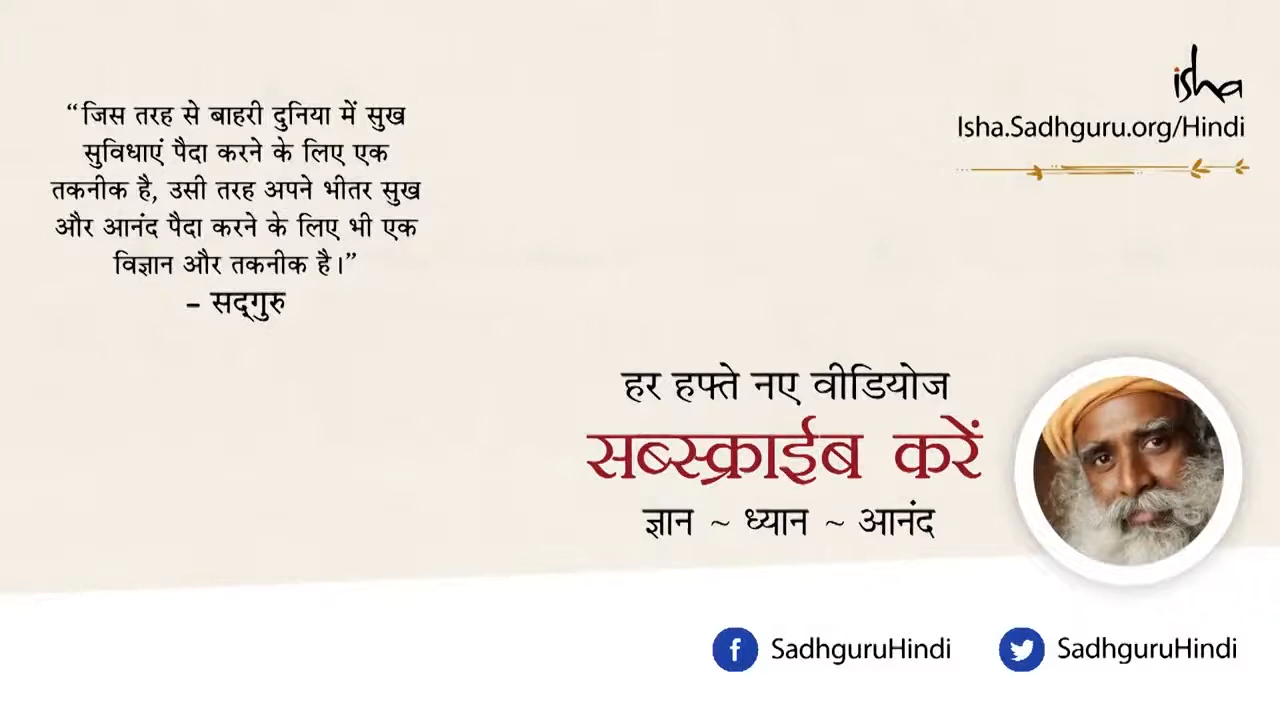 “जिस तरह से बाहरी दुनिया में सुख
सुविधाएं पैदा करने के लिए एक
तकनीक है, उसी तरह अपने भीतर सुख
और आनंद पैदा करने के लिए भी एक
विज्ञान और तकनीक है।”
– सद्‌गुरु
isha
Isha.Sadhguru.org/Hindi
हर हफ्ते नए वीडियोज
सब्स्क्राईब करें
ज्ञान ~ ध्यान ~ आनंद
SadhguruHindi
SadhguruHindi